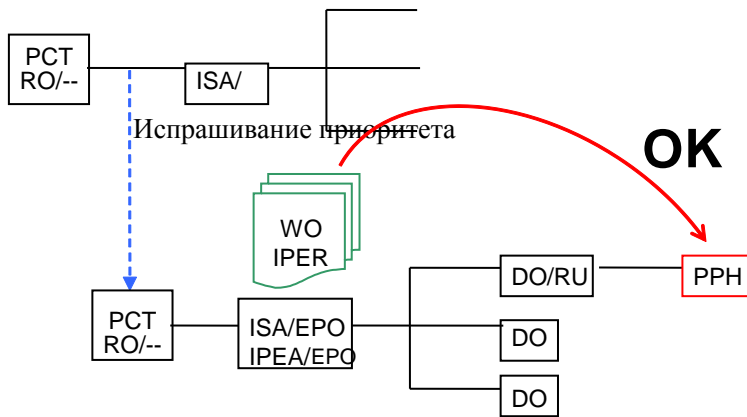 PCT
RO/--
ISA/
Испрашивание приоритета
OK
WO
IPER
DO/RU
PPH
PCT
RO/--
ISA/EPO
IPEA/EPO
DO
DO